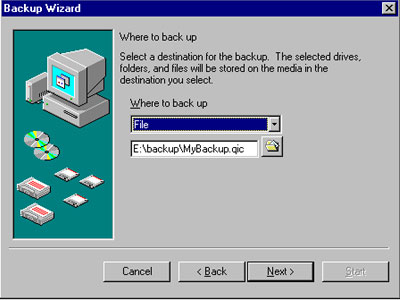 Backup Wizard
Where to back up
Select a destination for the backup. The selected drives,
folders, and files will be stored on the media in the
destination you select.
Where to back up
File
E:\backup\MyBackup.qic
Cancel
< Back
Next >
Start